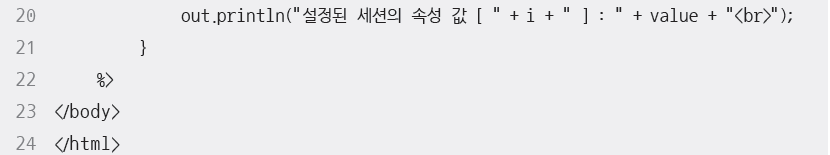 20 out.println("설정된 세션의 속성 값 [ " + i + " ] : " + value + "<br>");
21 }
22 %>
23 </body>
24 </html>